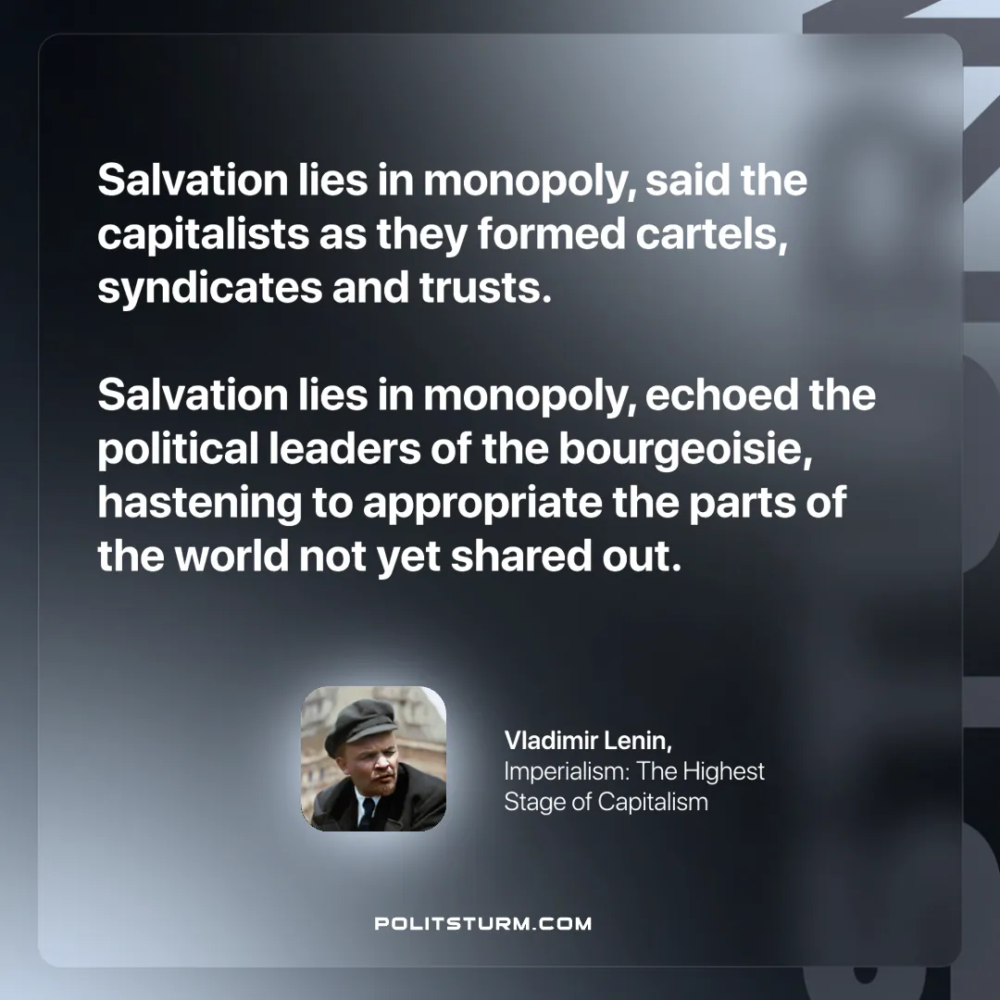 Salvation lies in monopoly, said the
capitalists as they formed cartels,
syndicates and trusts.
Salvation lies in monopoly, echoed the
political leaders of the bourgeoisie,
hastening to appropriate the parts of
the world not yet shared out.
Vladimir Lenin,
Imperialism: The Highest
Stage of Capitalism
POLITSTURM.COM